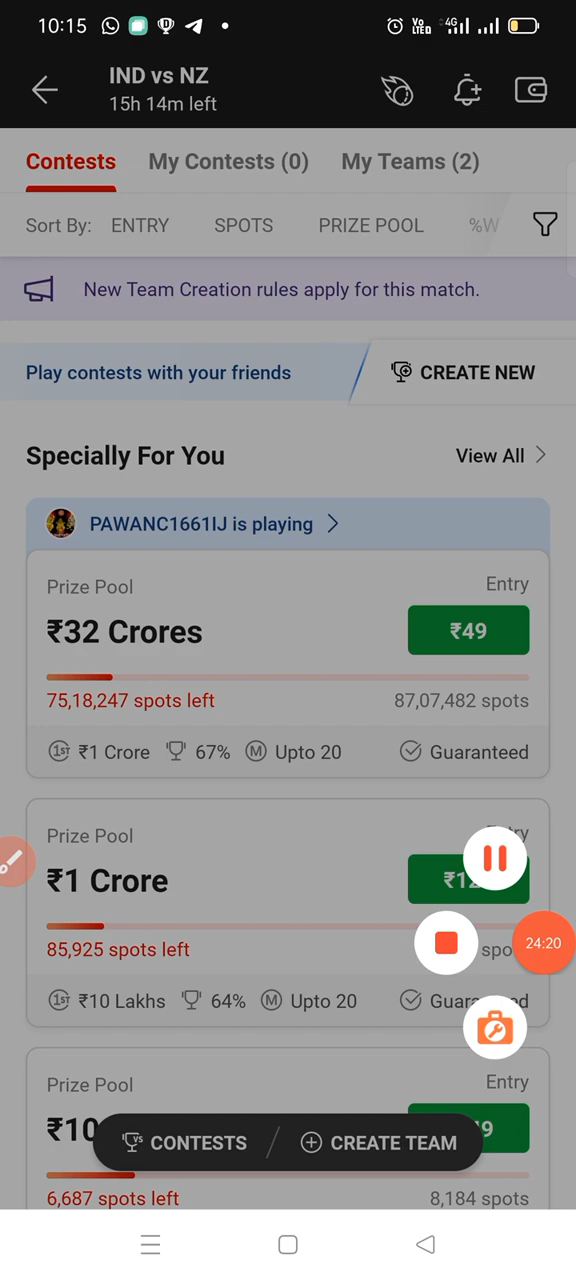 10:15
Vo LTED 4G
IND vs NZ
15h 14m left
Contests My Contests (0) My Teams (2)
Sort By: ENTRY SPOTS PRIZE POOL %W
New Team Creation rules apply for this match.
Play contests with your friends CREATE NEW
Specially For You View All
PAWANC1661IJ is playing
Prize Pool Entry
₹32 Crores ₹49
75,18,247 spots left 87,07,482 spots
1ST ₹1 Crore 67% M Upto 20 Guaranteed
Prize Pool
₹1 Crore
85,925 spots left
24:20
1ST ₹10 Lakhs 64% M Upto 20
Prize Pool Entry
₹10
VS CONTESTS CREATE TEAM
6,687 spots left 8,184 spots